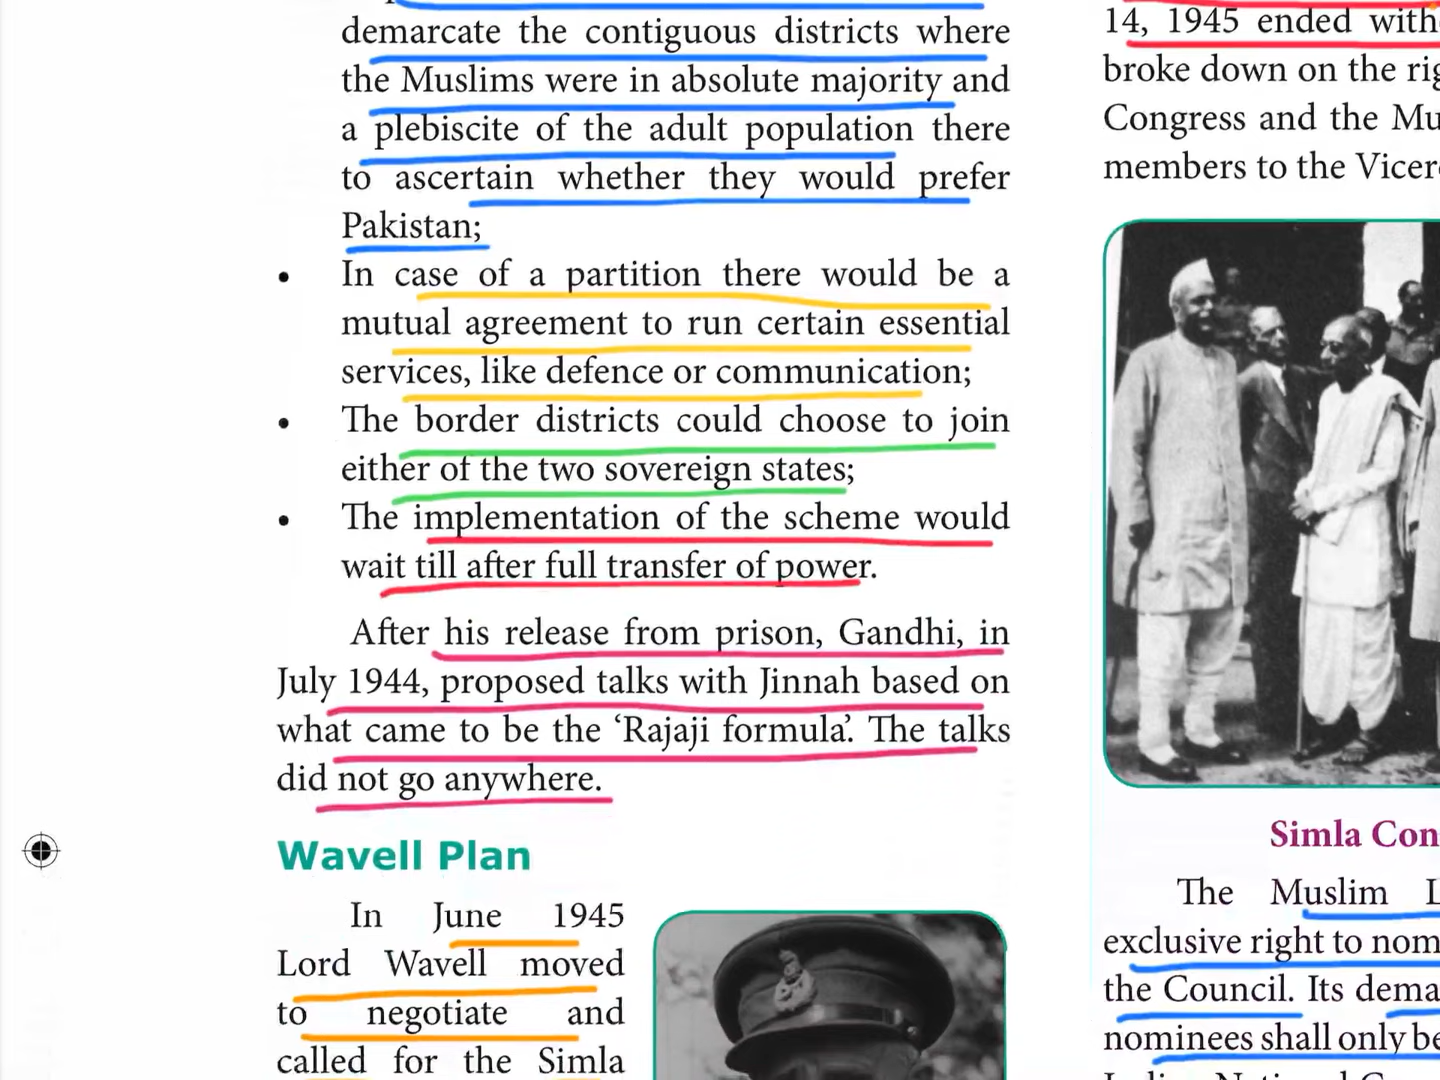 demarcate the contiguous districts where
the Muslims were in absolute majority and
a plebiscite of the adult population there
to ascertain whether they would prefer
Pakistan;
• In case of a partition there would be a
mutual agreement to run certain essential
services, like defence or communication;
• The border districts could choose to join
either of the two sovereign states;
• The implementation of the scheme would
wait till after full transfer of power.
After his release from prison, Gandhi, in
July 1944, proposed talks with Jinnah based on
what came to be the ‘Rajaji formula’. The talks
did not go anywhere.
Wavell Plan
In June 1945
Lord Wavell moved
to negotiate and
called for the Simla
14, 1945 ended
broke down on the
Congress and the
members to the
Simla
The Muslim
exclusive right to
the Council. Its
nominees shall only be